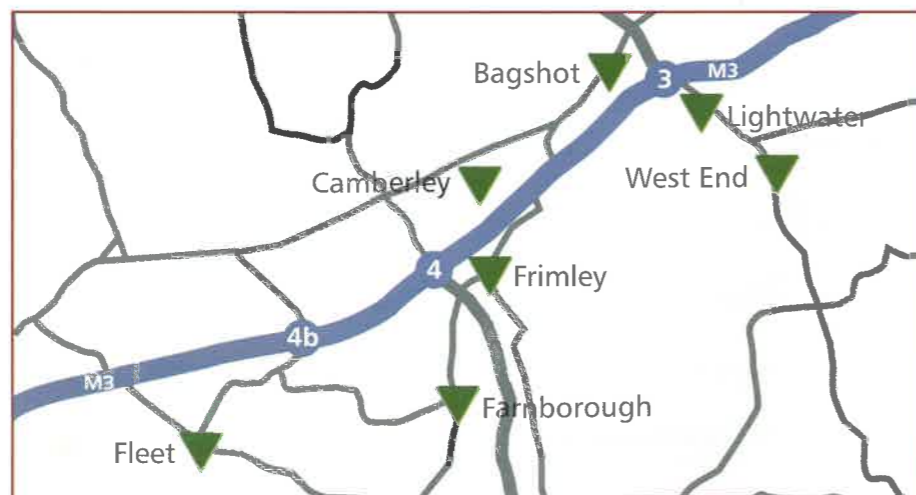 Bagshot
3
M3
Lightwater
Camberley
West End
4
Frimley
4b
M3
Farnborough
Fleet